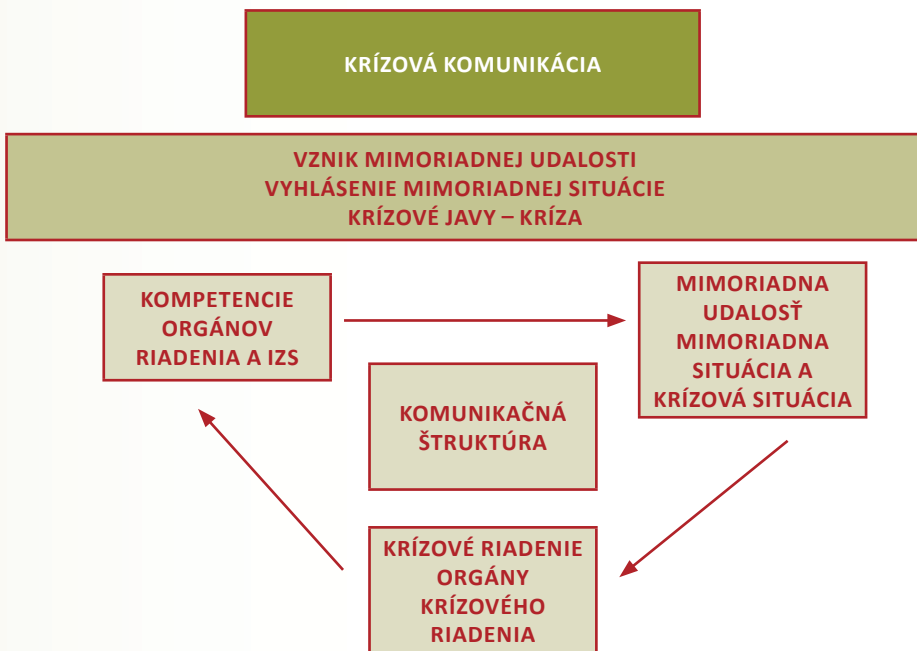 KRÍZOVÁ KOMUNIKÁCIA
VZNIK MIMORIADNEJ UDALOSTI
VYHLÁSENIE MIMORIADNEJ SITUÁCIE
KRÍZOVÉ JAVY – KRÍZA
KOMPETENCIE
ORGÁNOV
RIADENIA A IZS
MIMORIADNA
UDALOSŤ
MIMORIADNA
SITUÁCIA A
KRÍZOVÁ SITUÁCIA
KOMUNIKAČNÁ
ŠTRUKTÚRA
KRÍZOVÉ RIADENIE
ORGÁNY
KRÍZOVÉHO
RIADENIA